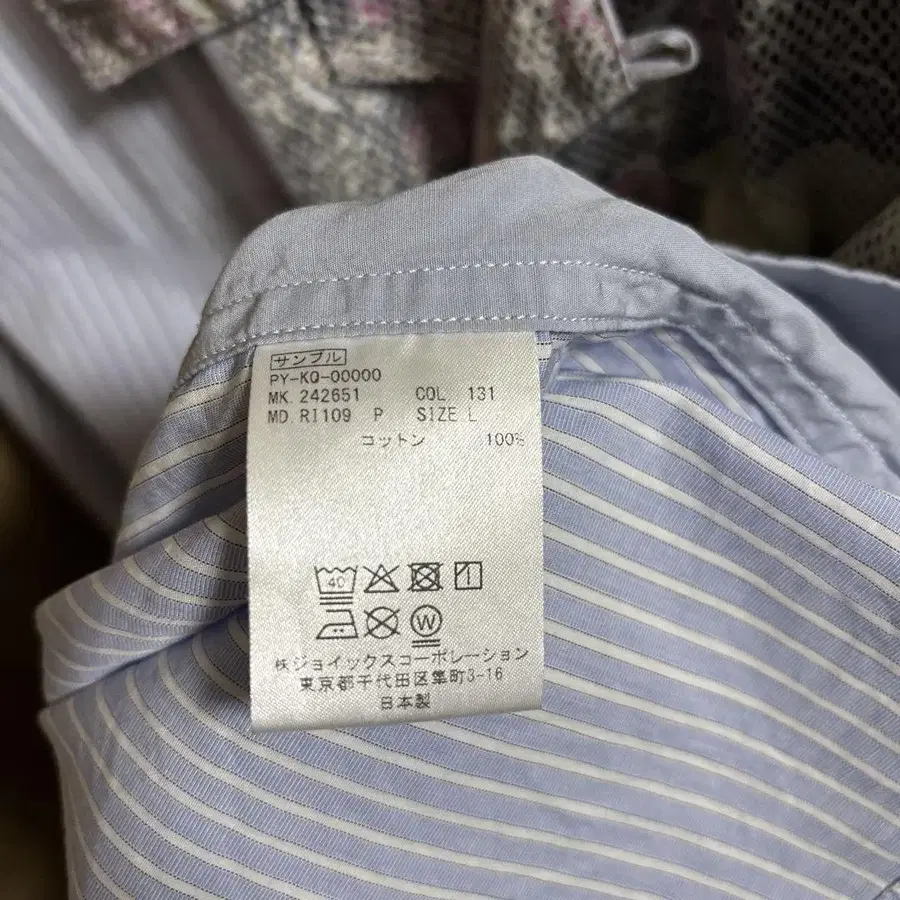 サンプル
PY-KQ-00000
MK. 242651 COL. 131
MD. RI109 P SIZE L
コットン 100%
40
W
㈱ジョイックスコーポレーション
東京都千代田区隼町3-16
日本製